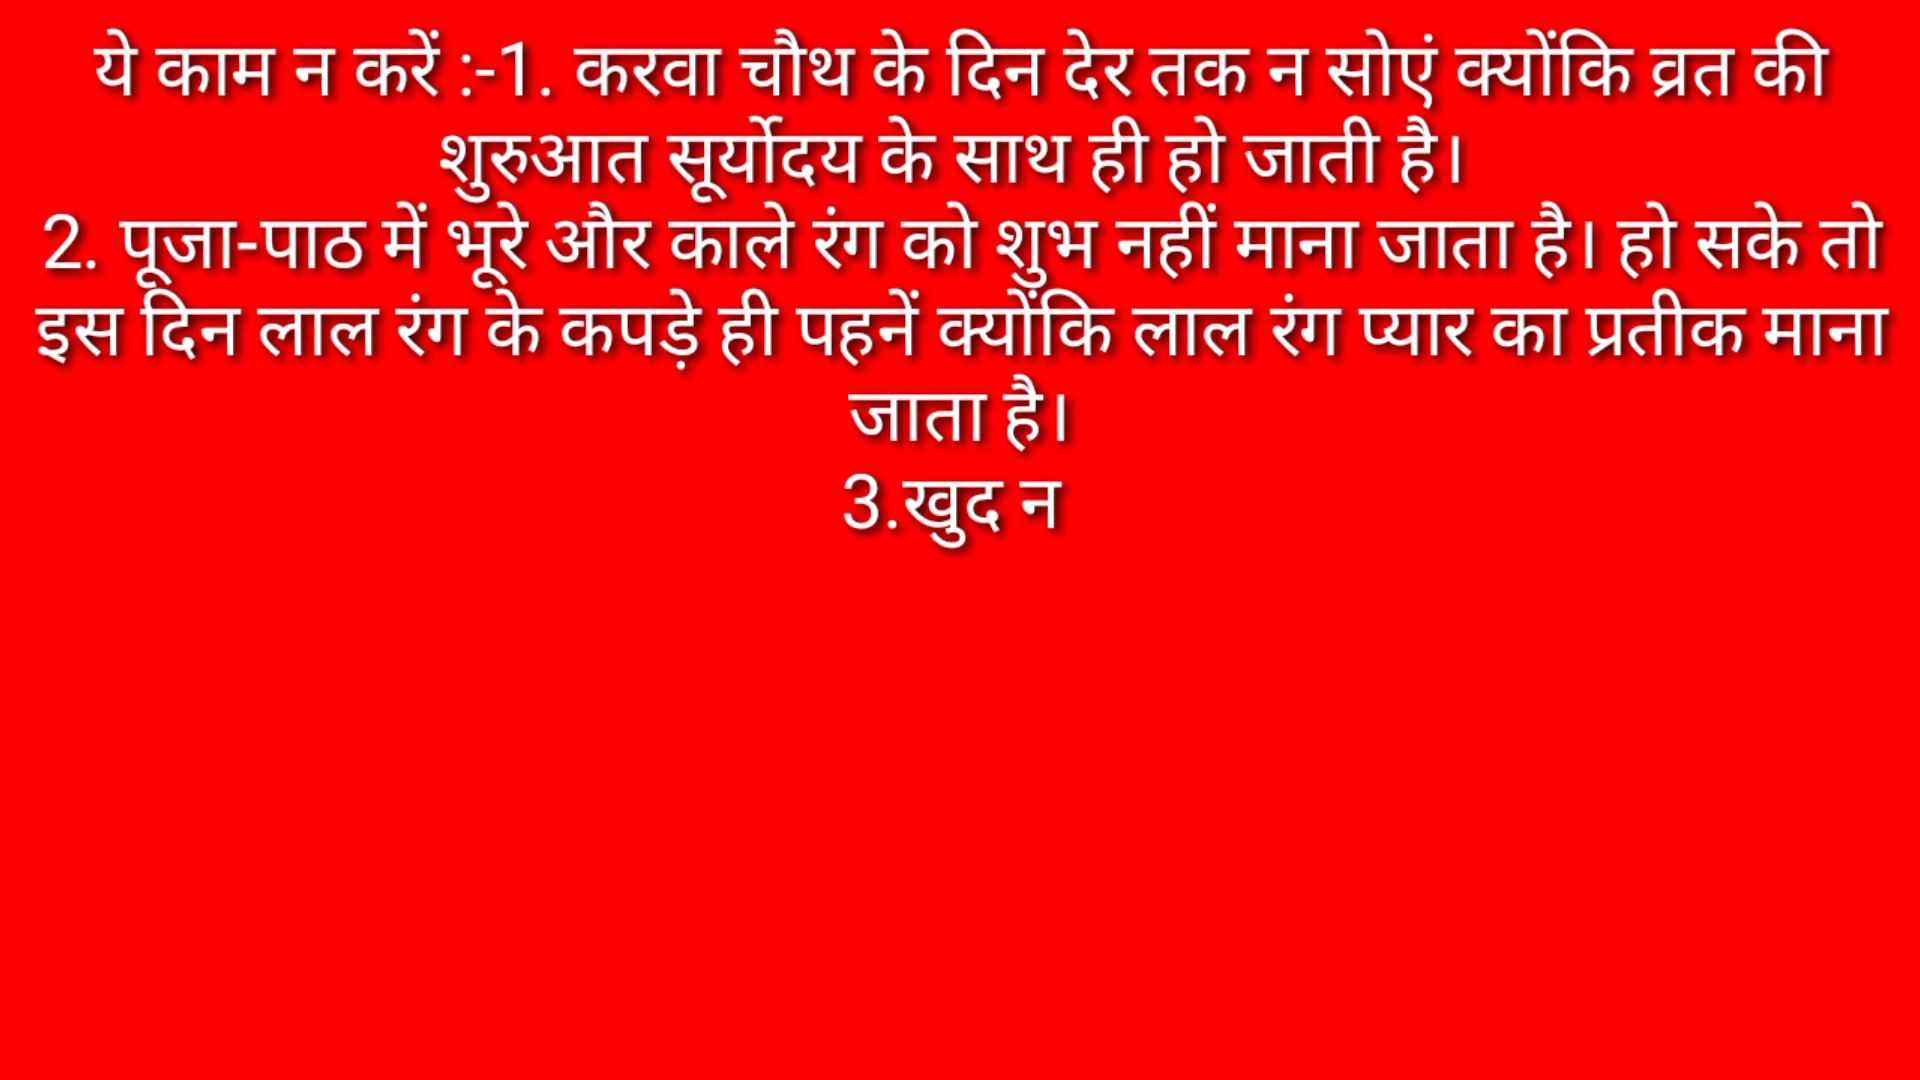 ये काम न करें :-1. करवा चौथ के दिन देर तक न सोएं क्योंकि व्रत की
शुरुआत सूर्योदय के साथ ही हो जाती है।
2. पूजा-पाठ में भूरे और काले रंग को शुभ नहीं माना जाता है। हो सके तो
इस दिन लाल रंग के कपड़े ही पहनें क्योंकि लाल रंग प्यार का प्रतीक माना
जाता है।
3.खुद न